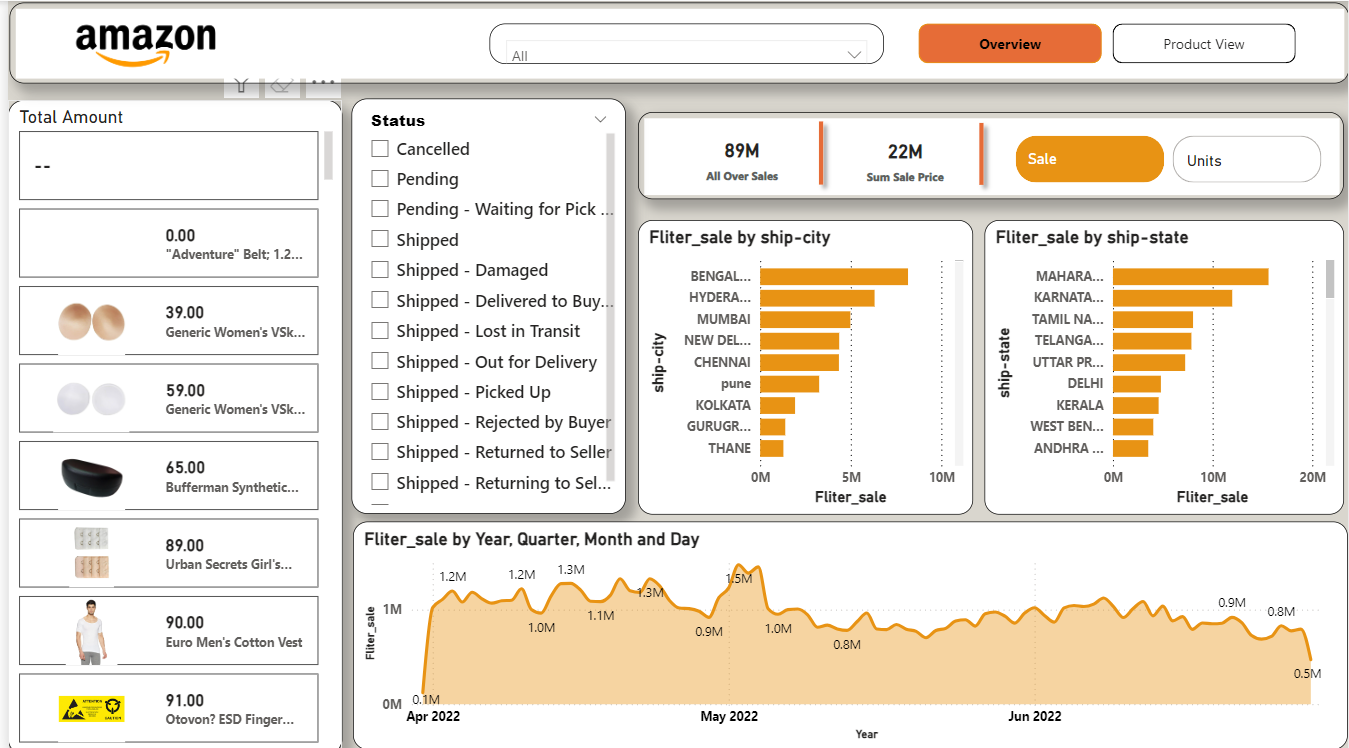 amazon
All
Overview
Product View
Total Amount
--
0.00
"Adventure" Belt; 1.2...
39.00
Generic Women's VSk...
59.00
Generic Women's VSk...
65.00
Bufferman Synthetic...
89.00
Urban Secrets Girl's...
90.00
Euro Men's Cotton Vest
91.00
Otovon? ESD Finger...
Status
Cancelled
Pending
Pending - Waiting for Pick ...
Shipped
Shipped - Damaged
Shipped - Delivered to Buy...
Shipped - Lost in Transit
Shipped - Out for Delivery
Shipped - Picked Up
Shipped - Rejected by Buyer
Shipped - Returned to Seller
Shipped - Returning to Sel...
89M
All Over Sales
22M
Sum Sale Price
Sale
Units
Fliter_sale by ship-city
ship-city
BENGAL...
HYDERA...
MUMBAI
NEW DEL...
CHENNAI
pune
KOLKATA
GURUGR...
THANE
0M 5M 10M
Fliter_sale
Fliter_sale by ship-state
ship-state
MAHARA...
KARNATA...
TAMIL NA...
TELANGA...
UTTAR PR...
DELHI
KERALA
WEST BEN...
ANDHRA ...
0M 10M 20M
Fliter_sale
Fliter_sale by Year, Quarter, Month and Day
Fliter_sale
1M
0M
0.1M
1.2M
1.2M
1.0M
1.3M
1.1M
1.3M
0.9M
1.5M
1.0M
0.8M
0.9M
0.8M
0.5M
Apr 2022 May 2022 Jun 2022
Year